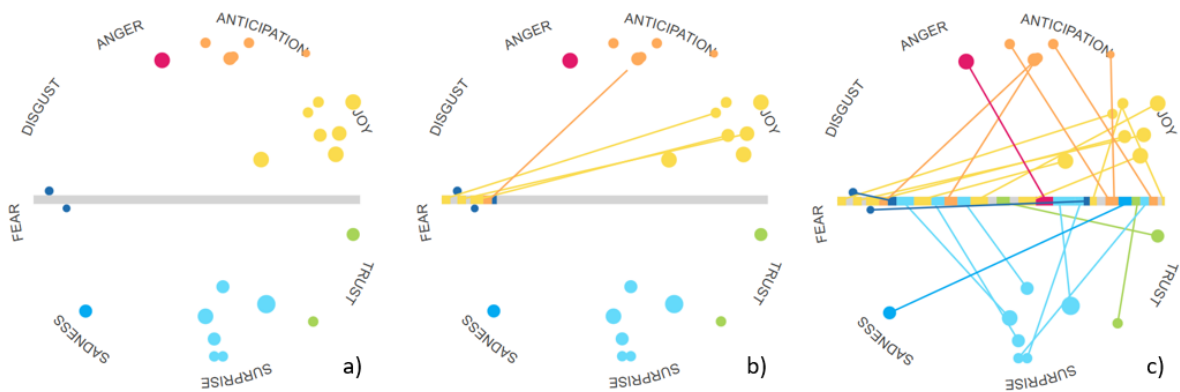 ANGER
ANTICIPATION
DISGUST
JOY
FEAR
TRUST
SADNESS
SURPRISE
a)
ANGER
ANTICIPATION
DISGUST
JOY
FEAR
TRUST
SADNESS
SURPRISE
b)
ANGER
ANTICIPATION
DISGUST
JOY
FEAR
TRUST
SADNESS
SURPRISE
c)